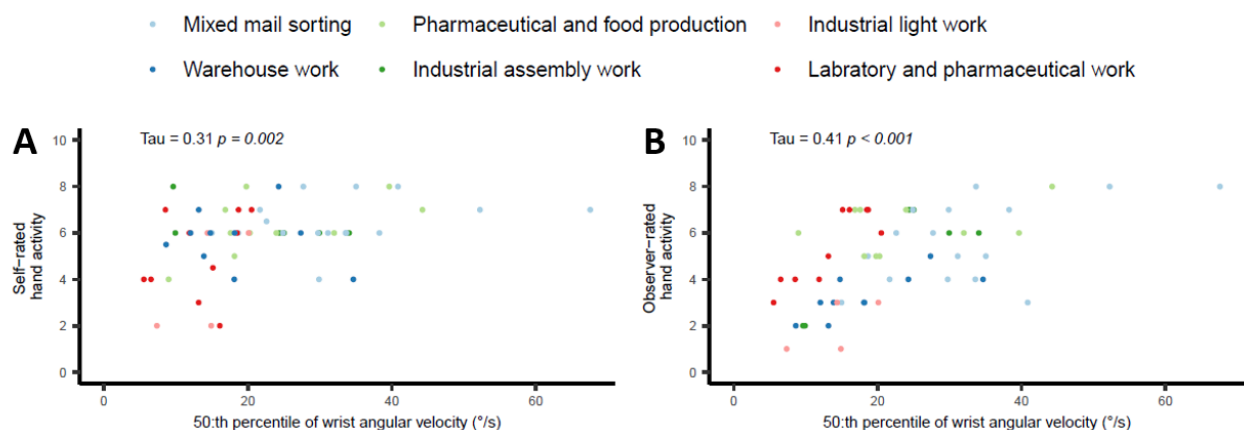 Mixed mail sorting Pharmaceutical and food production Industrial light work
Warehouse work Industrial assembly work Labratory and pharmaceutical work
A
Tau = 0.31 p = 0.002
10
8
6
4
2
0
Self-rated
hand activity
0 20 40 60
50:th percentile of wrist angular velocity (°/s)
B
Tau = 0.41 p < 0.001
10
8
6
4
2
0
Observer-rated
hand activity
0 20 40 60
50:th percentile of wrist angular velocity (°/s)